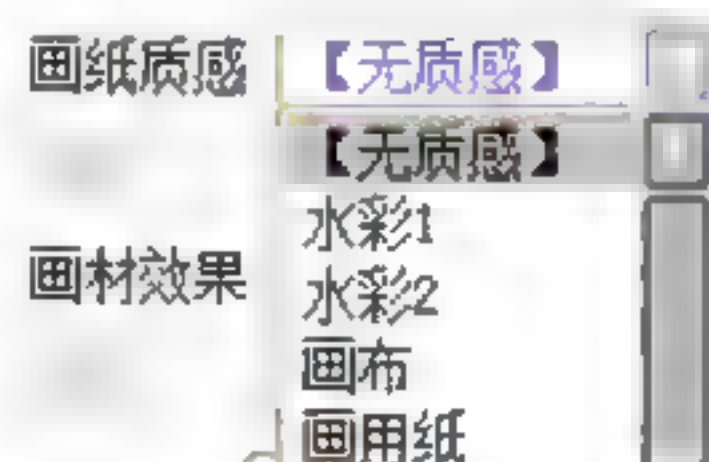 画纸质感 【无质感】
【无质感】
水彩1
画材效果
水彩2
画布
画用纸